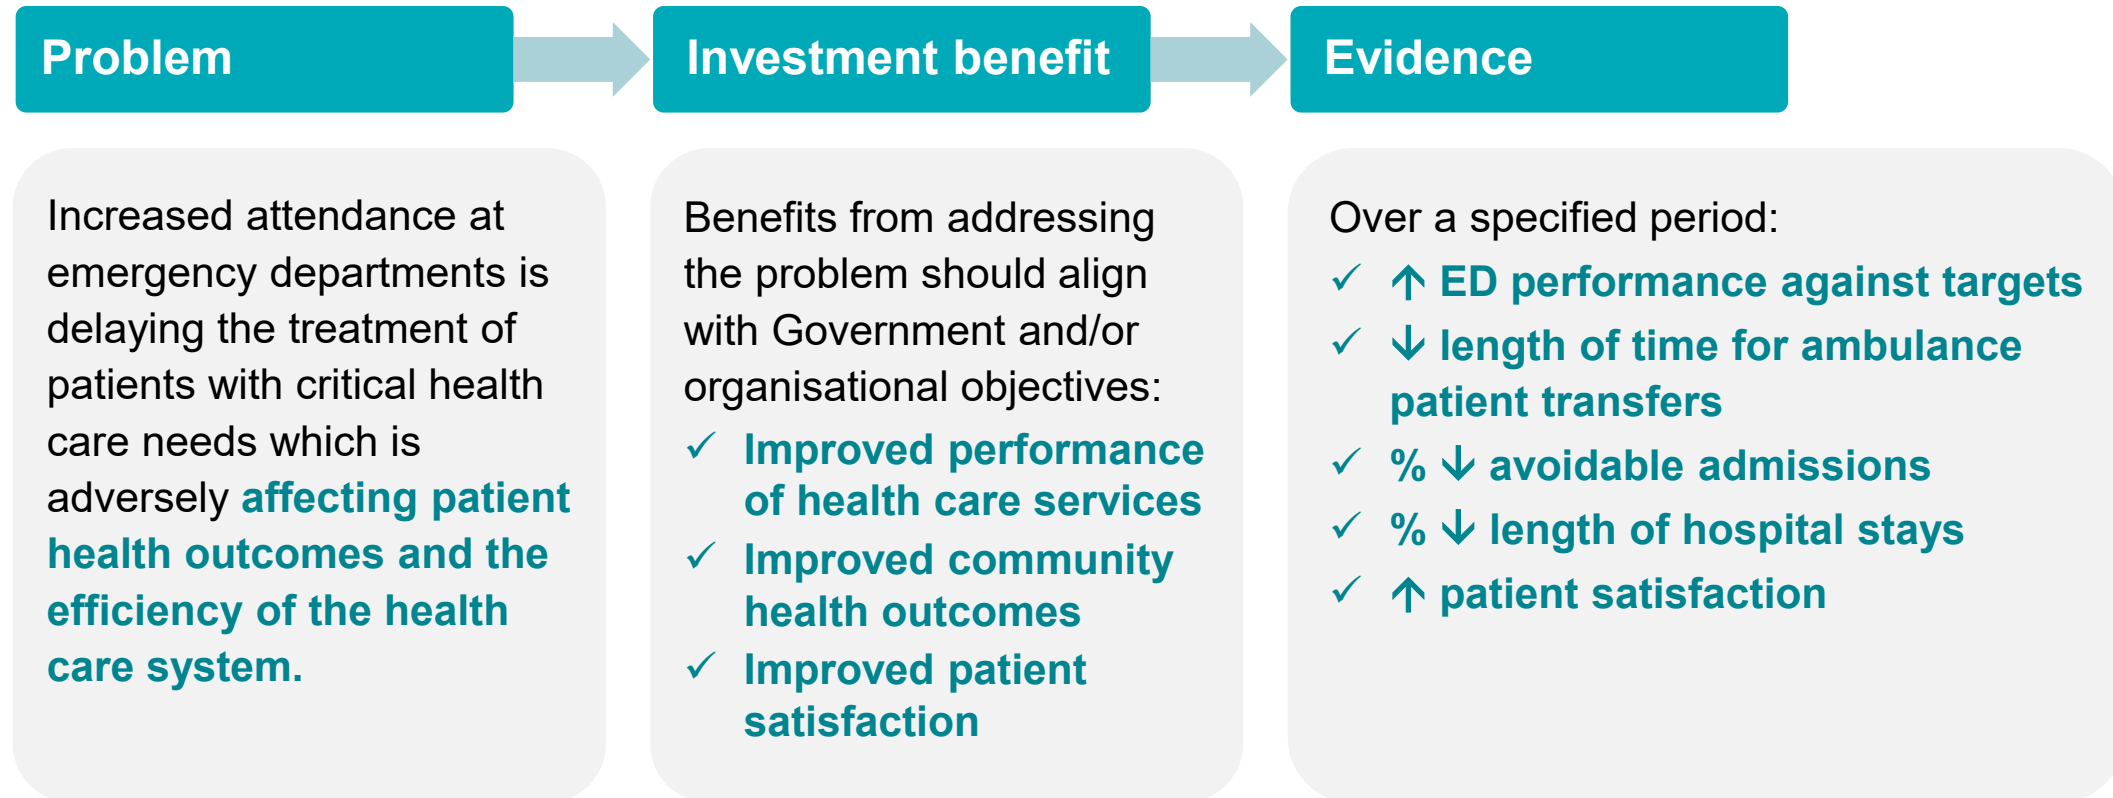 Problem
Investment benefit
Evidence
Increased attendance at
emergency departments is
delaying the treatment of
patients with critical health
care needs which is
adversely affecting patient
health outcomes and the
efficiency of the health
care system.
Benefits from addressing
the problem should align
with Government and/or
organisational objectives:
✓ Improved performance
of health care services
✓ Improved community
health outcomes
✓ Improved patient
satisfaction
Over a specified period:
✓ ↑ ED performance against targets
✓ ↓ length of time for ambulance
patient transfers
✓ % ↓ avoidable admissions
✓ % ↓ length of hospital stays
✓ ↑ patient satisfaction